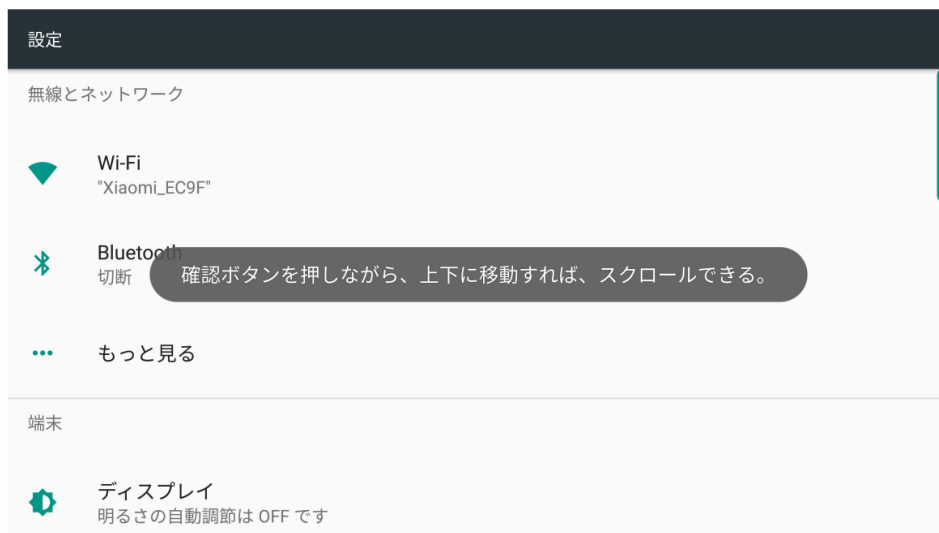 設定
無線とネットワーク
Wi-Fi
"Xiaomi_EC9F"
Bluetooth
切断
確認ボタンを押しながら、上下に移動すれば、スクロールできる。
もっと見る
端末
ディスプレイ
明るさの自動調節は OFF です